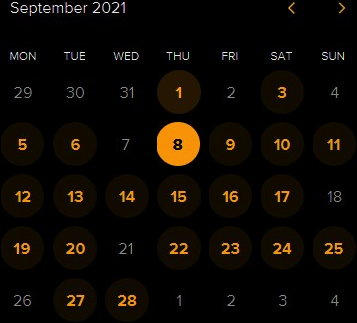 September 2021
MON TUE WED THU FRI SAT SUN
29 30 31 1 2 3 4
5 6 7 8 9 10 11
12 13 14 15 16 17 18
19 20 21 22 23 24 25
26 27 28 1 2 3 4